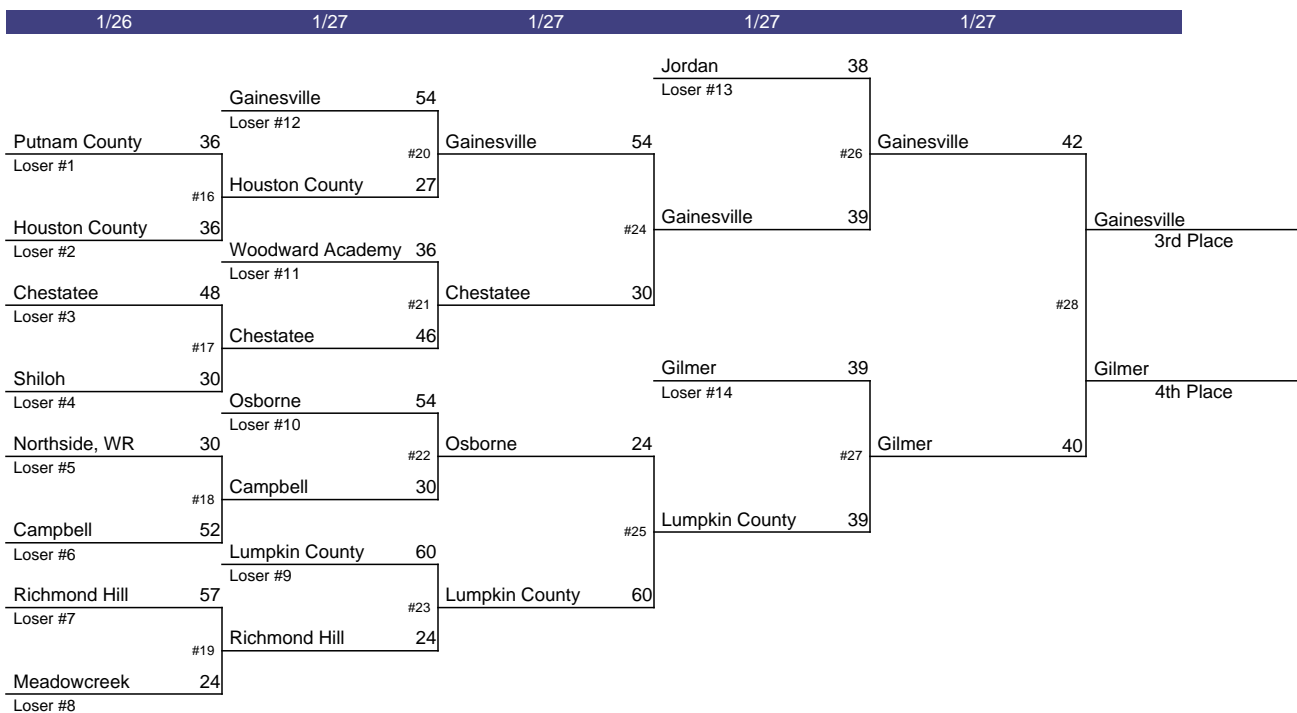 1/26 1/27 1/27 1/27 1/27
Jordan 38
Loser #13
Gainesville 54
Loser #12
Putnam County 36
Loser #1
#20
Gainesville 54
#26
Gainesville 42
#16
Houston County 27
Houston County 36
Loser #2
#24
Gainesville 39
Gainesville
3rd Place
Woodward Academy 36
Loser #11
Chestatee 48
Loser #3
#21
Chestatee 30
#28
#17
Chestatee 46
Shiloh 30
Loser #4
Gilmer 39
Loser #14
Gilmer
4th Place
Osborne 54
Loser #10
Northside, WR 30
Loser #5
#22
Osborne 24
#27
Gilmer 40
#18
Campbell 30
Campbell 52
Loser #6
#25
Lumpkin County 39
Lumpkin County 60
Loser #9
Richmond Hill 57
Loser #7
#23
Lumpkin County 60
#19
Richmond Hill 24
Meadowcreek 24
Loser #8